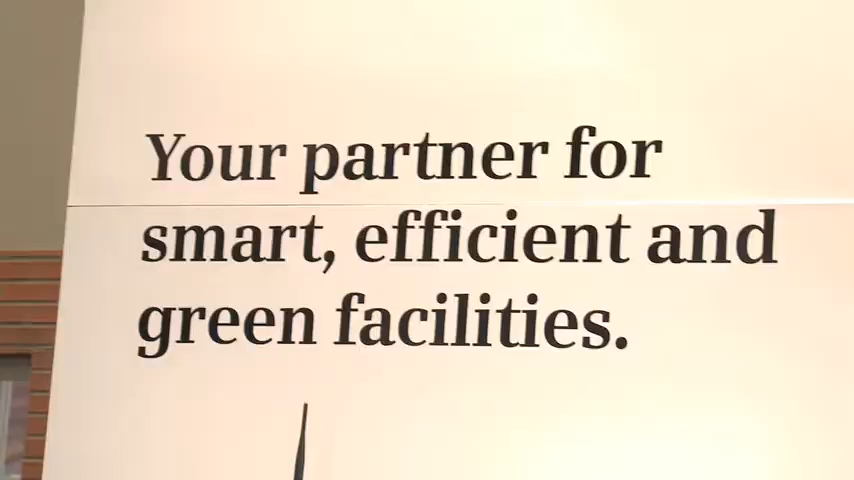 Your partner for
smart, efficient and
green facilities.